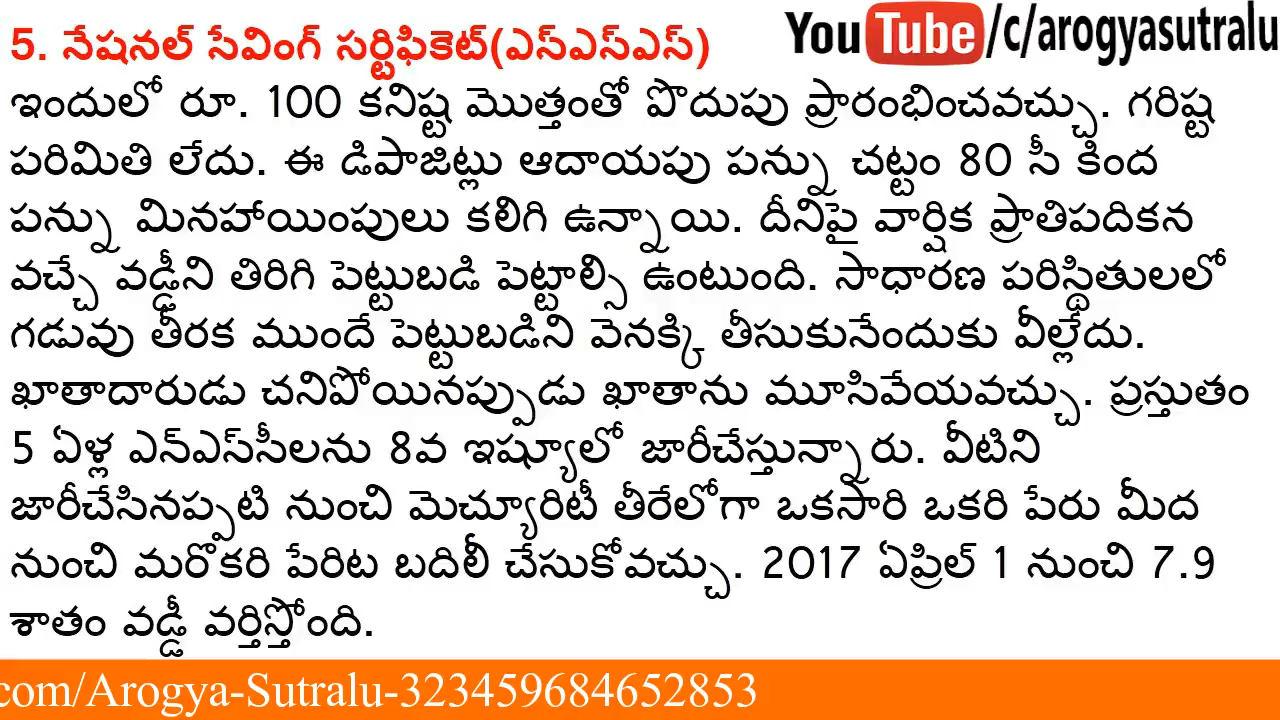 5. నేషనల్ సేవింగ్ సర్టిఫికెట్(ఎస్ఎస్ఎస్)
YouTube/c/arogyasutralu
ఇందులో రూ. 100 కనిష్ట మొత్తంతో పొదుపు ప్రారంభించవచ్చు. గరిష్ట
పరిమితి లేదు. ఈ డిపాజిట్లు ఆదాయపు పన్ను చట్టం 80 సీ కింద
పన్ను మినహాయింపులు కలిగి ఉన్నాయి. దీనిపై వార్షిక ప్రాతిపదికన
వచ్చే వడ్డీని తిరిగి పెట్టుబడి పెట్టాల్సి ఉంటుంది. సాధారణ పరిస్థితులలో
గడువు తీరక ముందే పెట్టుబడిని వెనక్కి తీసుకునేందుకు వీల్లేదు.
ఖాతాదారుడు చనిపోయినప్పుడు ఖాతాను మూసివేయవచ్చు. ప్రస్తుతం
5 ఏళ్ల ఎన్ఎస్‌సీలను 8వ ఇష్యూలో జారీచేస్తున్నారు. వీటిని
జారీచేసినప్పటి నుంచి మెచ్యూరిటీ తీరేలోగా ఒకసారి ఒకరి పేరు మీద
నుంచి మరొకరి పేరిట బదిలీ చేసుకోవచ్చు. 2017 ఏప్రిల్ 1 నుంచి 7.9
శాతం వడ్డీ వర్తిస్తోంది.
com/Arogya-Sutralu-323459684652853